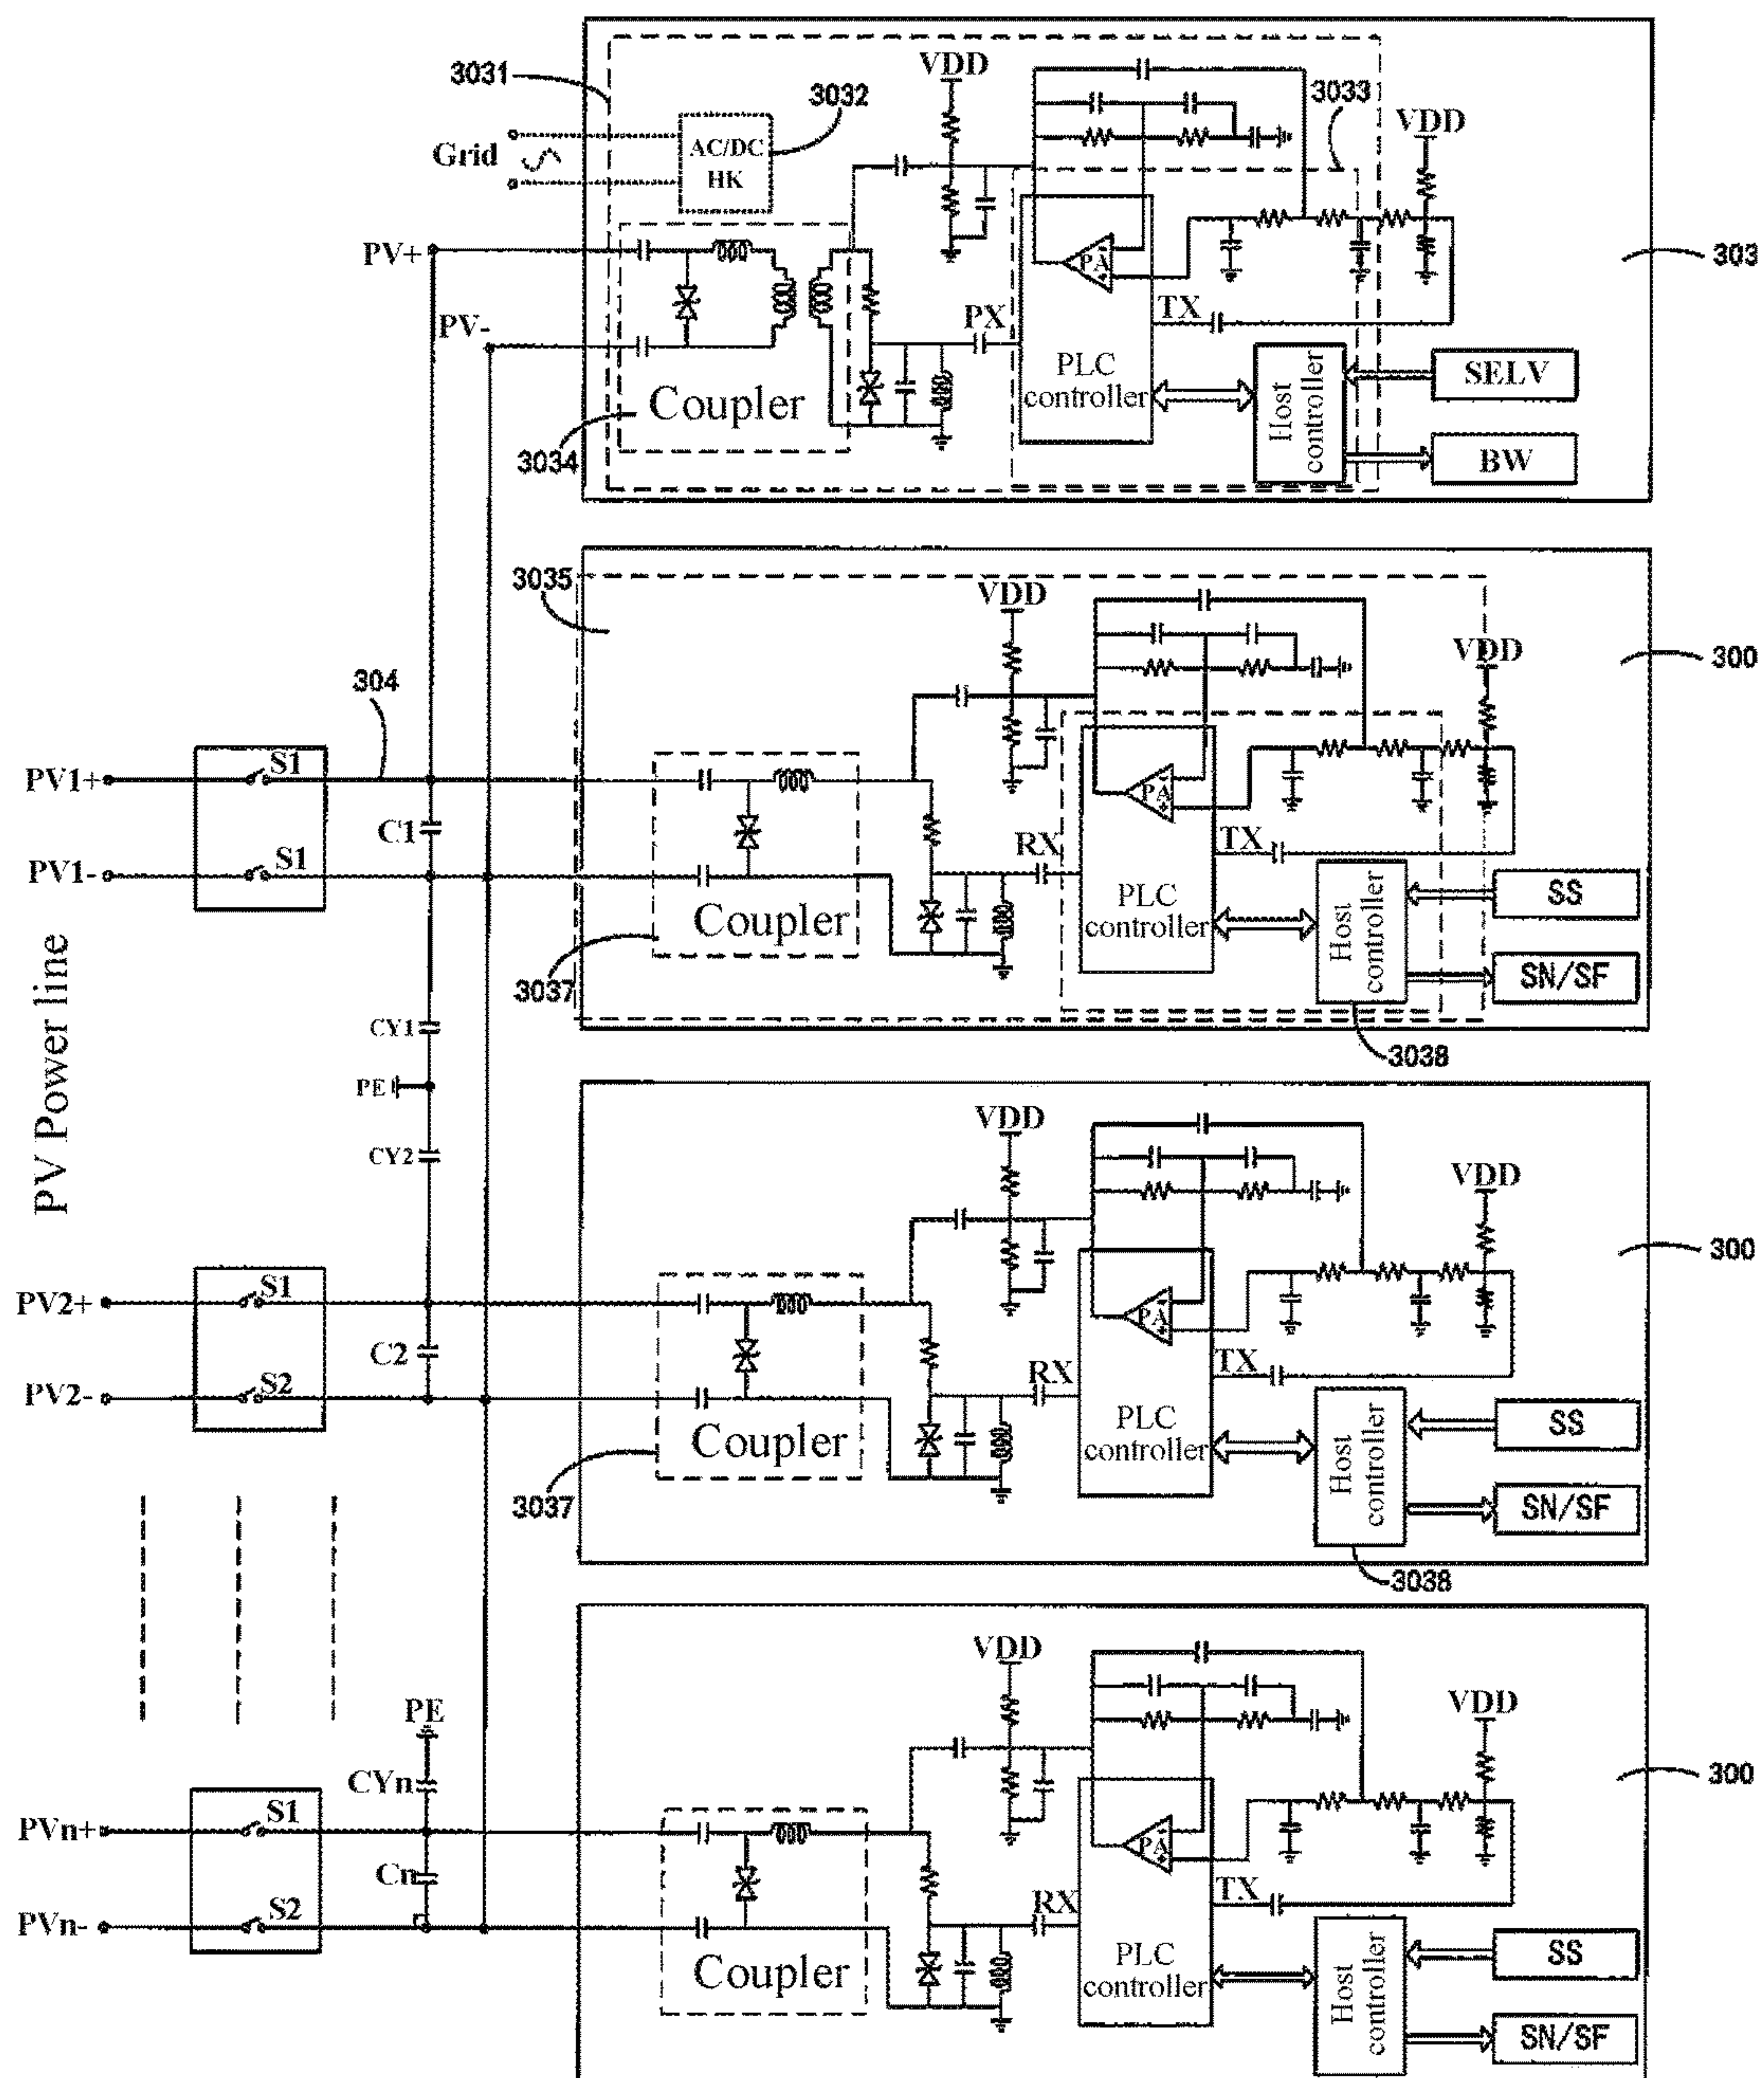 VDD
3031
3032
3033
VDD
Grid
AC/DC
HK
PV+
303
PA
PV-
PX
TX
PLC
controller
SELV
Coupler
Host
controller
3034
BW
3035
VDD
VDD
300
304
PV1+
S1
PA
C1
RX
TX
PV1-
S1
PLC
controller
SS
Coupler
Host
controller
3037
SN/SF
CY1
3038
PE
PV Power line
VDD
CY2
VDD
300
PV2+
S1
PA
C2
RX
TX
PV2-
S2
PLC
controller
SS
Coupler
Host
controller
3037
SN/SF
3038
VDD
VDD
PE
300
CYn
PVn+
S1
PA
Cn
RX
TX
PVn-
S2
PLC
controller
SS
Coupler
Host
controller
SN/SF